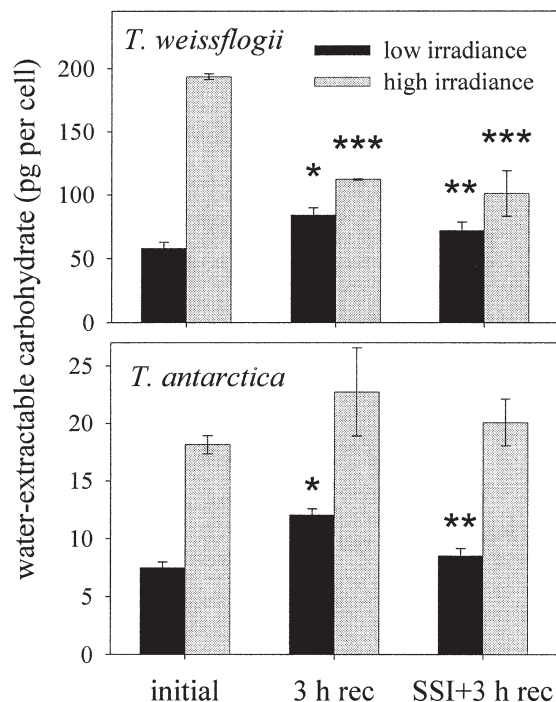 T. weissflogii
low irradiance
high irradiance
water-extractable carbohydrate (pg per cell)
200
150
100
50
0
*
***
**
***
T. antarctica
25
20
15
10
5
0
*
**
initial
3 h rec
SSI+3 h rec